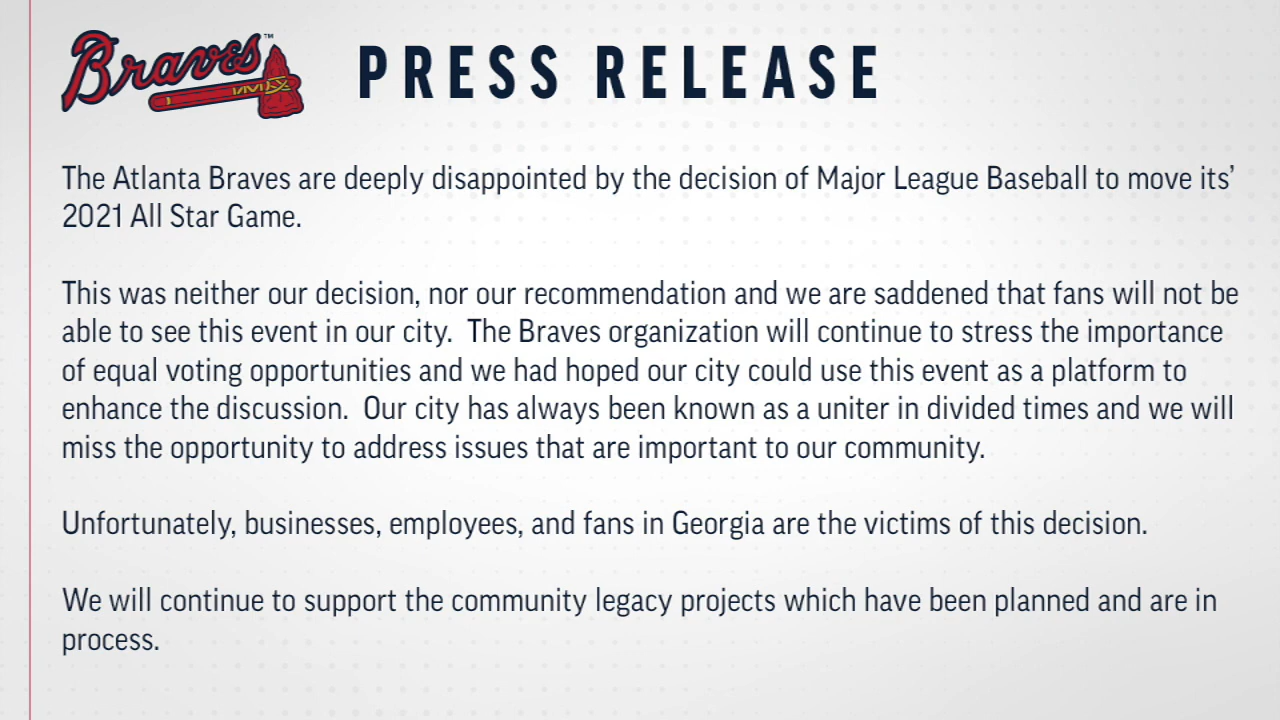 Braves™
PRESS RELEASE
The Atlanta Braves are deeply disappointed by the decision of Major League Baseball to move its’
2021 All Star Game.
This was neither our decision, nor our recommendation and we are saddened that fans will not be
able to see this event in our city.  The Braves organization will continue to stress the importance
of equal voting opportunities and we had hoped our city could use this event as a platform to
enhance the discussion.  Our city has always been known as a uniter in divided times and we will
miss the opportunity to address issues that are important to our community.
Unfortunately, businesses, employees, and fans in Georgia are the victims of this decision.
We will continue to support the community legacy projects which have been planned and are in
process.